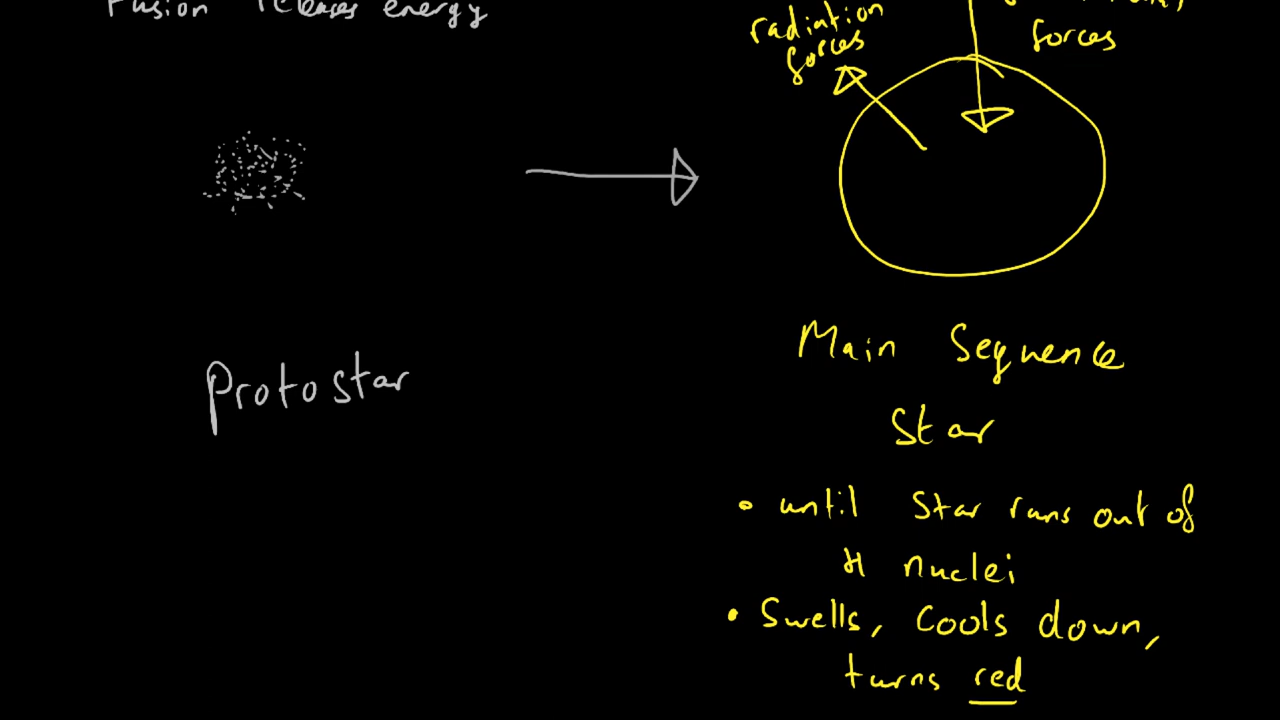 Fusion releases energy
radiation
forces
forces
Protostar
Main Sequence
Star
• until Star runs out of
H nuclei
• Swells, cools down,
turns red